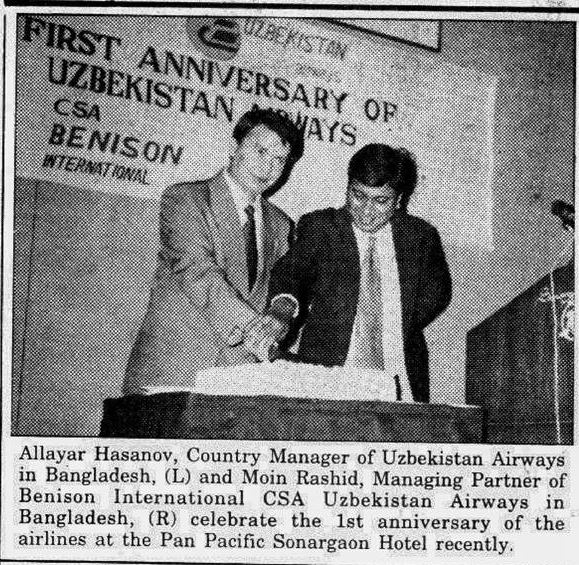 UZBEKISTAN
FIRST ANNIVERSARY OF
UZBEKISTAN AIRWAYS
CSA
BENISON
INTERNATIONAL
Allayar Hasanov, Country Manager of Uzbekistan Airways
in Bangladesh, (L) and Moin Rashid, Managing Partner of
Benison International CSA Uzbekistan Airways in
Bangladesh, (R) celebrate the 1st anniversary of the
airlines at the Pan Pacific Sonargaon Hotel recently.